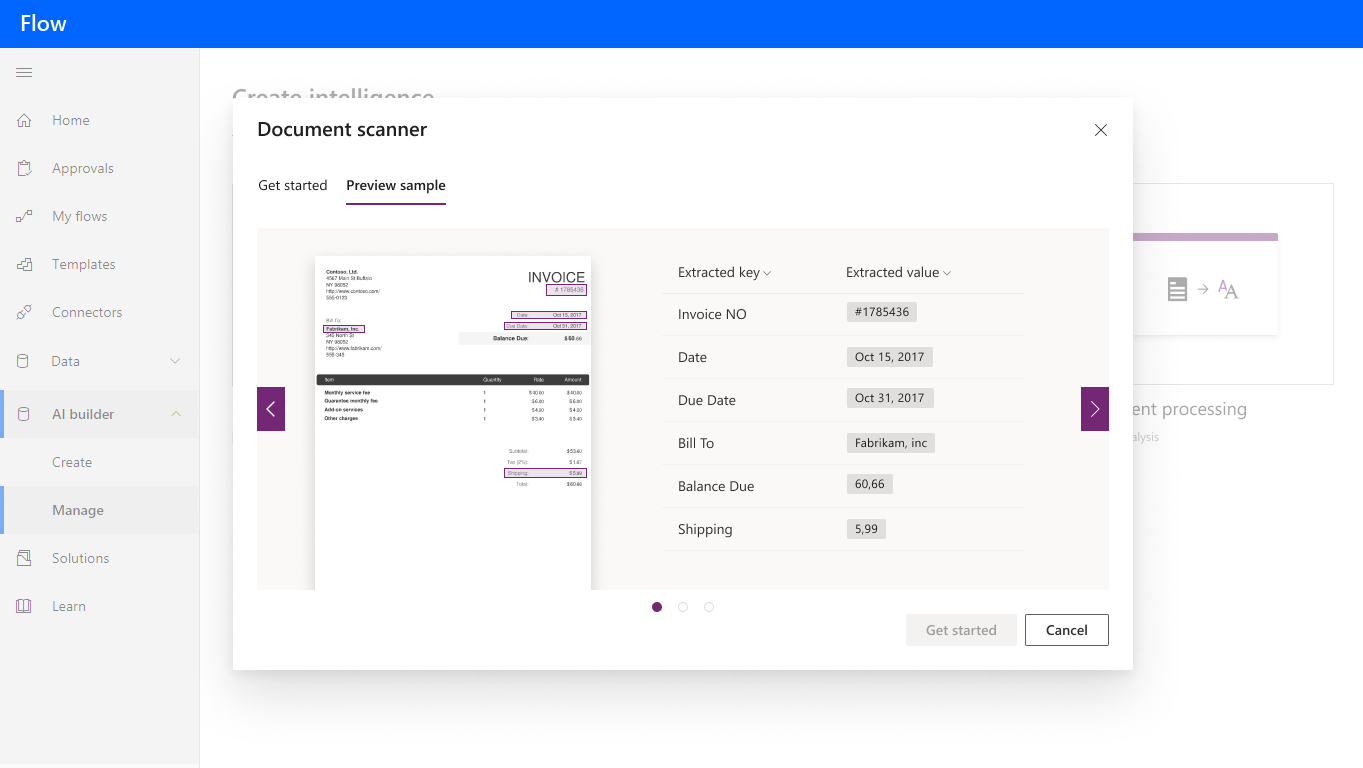 Flow
Home
Approvals
My flows
Templates
Connectors
Data
AI builder
Create
Manage
Solutions
Learn
Create intelligence
Document scanner
Get started
Preview sample
Contoso, Ltd.
4567 Main St Buffalo
NY 98052
http://www.contoso.com/
555-0123
INVOICE
# 1785436
Date: Oct 15, 2017
Due Date: Oct 31, 2017
Balance Due: $60.66
Bill To:
Fabrikam, Inc.
345 North St
NY 98052
http://www.fabrikam.com/
555-345
Item Quantity Rate Amount
Monthly service fee 1 $40.00 $40.00
Guarantee monthly fee 1 $6.00 $6.00
Add-on services 1 $4.00 $4.00
Other charges 1 $3.60 $3.60
Subtotal: $53.60
Tax (2%): $1.07
Shipping: $5.99
Total: $60.66
Extracted key Extracted value
Invoice NO #1785436
Date Oct 15, 2017
Due Date Oct 31, 2017
Bill To Fabrikam, inc
Balance Due 60,66
Shipping 5,99
Get started
Cancel
AA
ent processing
alysis